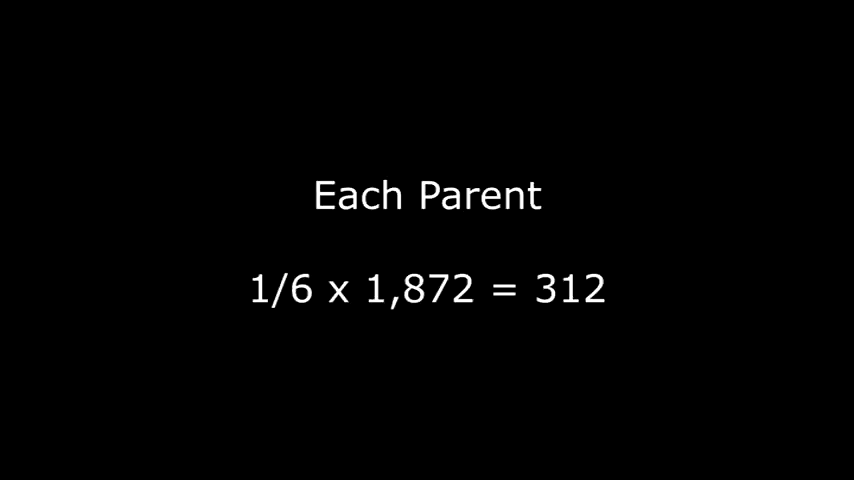 Each Parent
1/6 x 1,872 = 312